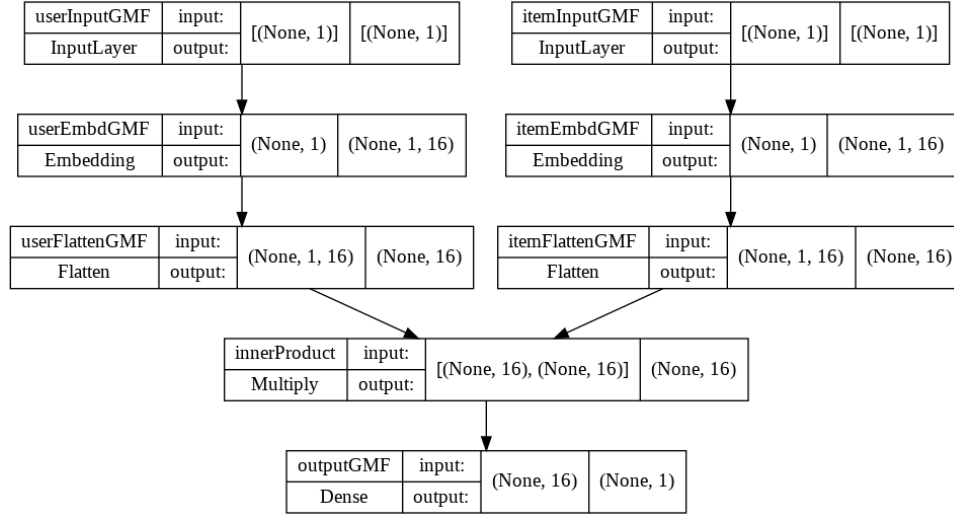 userInputGMF input: [(None, 1)] [(None, 1)]
InputLayer output:
itemInputGMF input: [(None, 1)] [(None, 1)]
InputLayer output:
userEmbdGMF input: (None, 1) (None, 1, 16)
Embedding output:
itemEmbdGMF input: (None, 1) (None, 1, 16)
Embedding output:
userFlattenGMF input: (None, 1, 16) (None, 16)
Flatten output:
itemFlattenGMF input: (None, 1, 16) (None, 16)
Flatten output:
innerProduct input: [(None, 16), (None, 16)] (None, 16)
Multiply output:
outputGMF input: (None, 16) (None, 1)
Dense output: